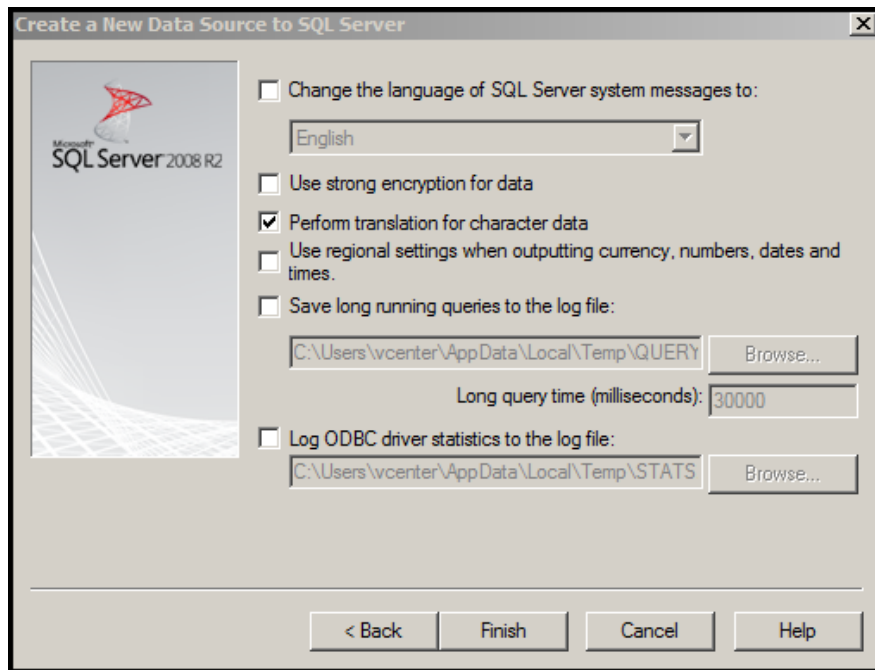 Create a New Data Source to SQL Server
Microsoft
SQL Server 2008 R2
Change the language of SQL Server system messages to:
English
Use strong encryption for data
Perform translation for character data
Use regional settings when outputting currency, numbers, dates and
times.
Save long running queries to the log file:
C:\Users\vcenter\AppData\Local\Temp\QUERY
Browse...
Long query time (milliseconds): 30000
Log ODBC driver statistics to the log file:
C:\Users\vcenter\AppData\Local\Temp\STATS
Browse...
< Back Finish Cancel Help